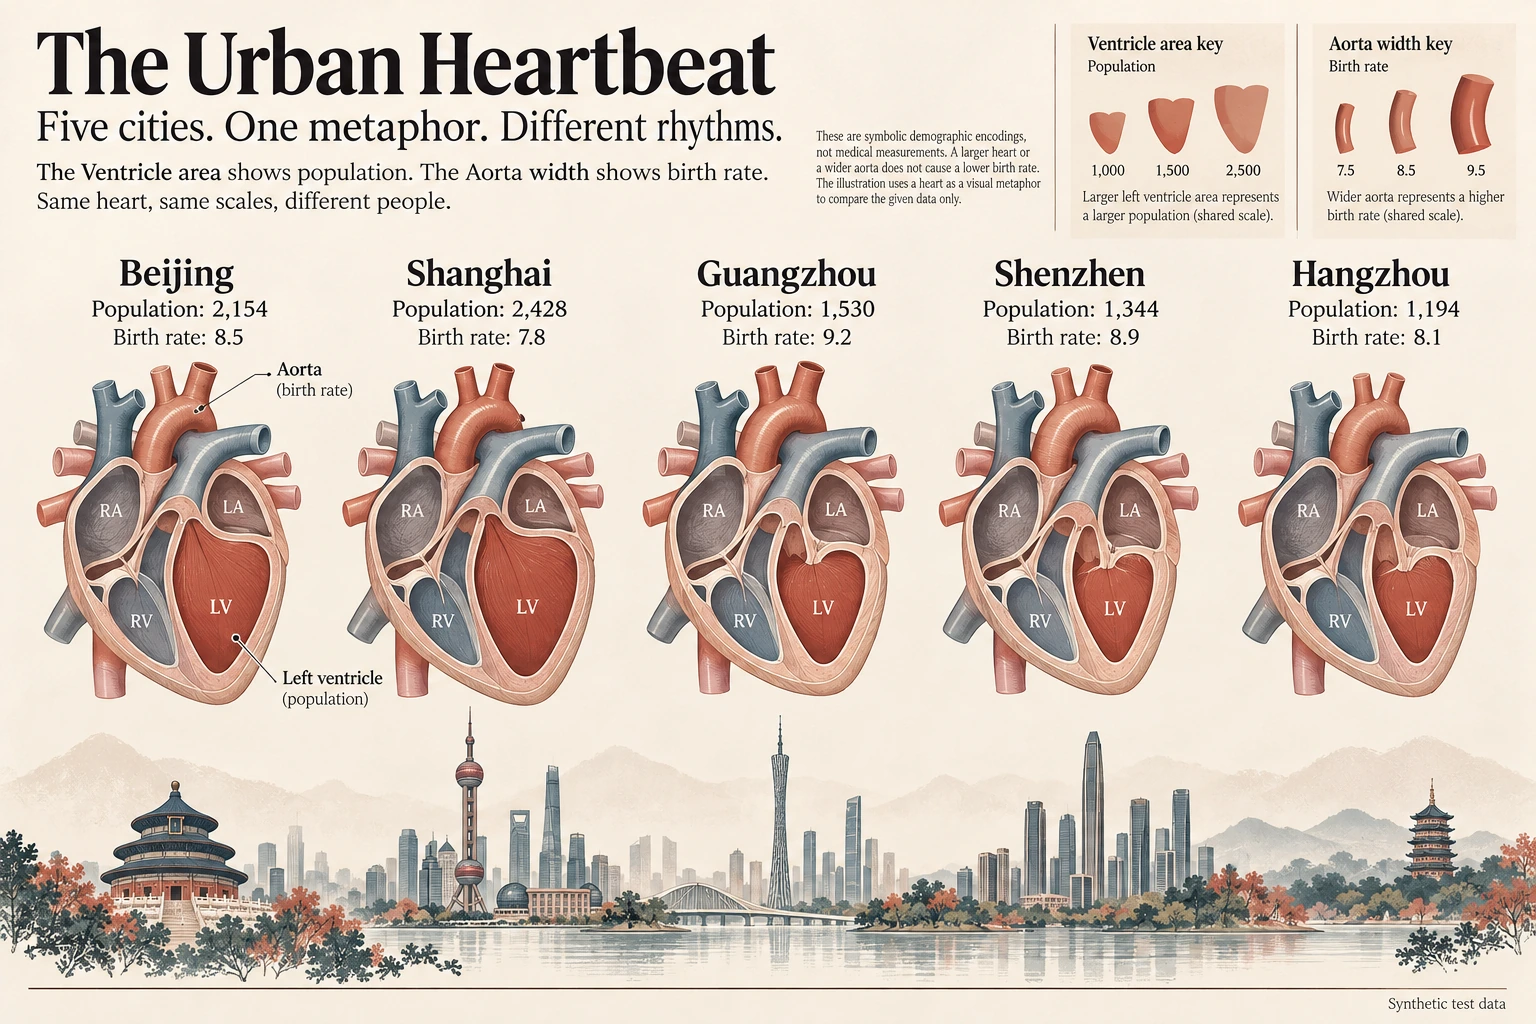 The Urban Heartbeat
Five cities. One metaphor. Different rhythms.
The Ventricle area shows population. The Aorta width shows birth rate.
Same heart, same scales, different people.
These are symbolic demographic encodings,
not medical measurements. A larger heart or
a wider aorta does not cause a lower birth rate.
The illustration uses a heart as a visual metaphor
to compare the given data only.
Ventricle area key
Population
1,000
1,500
2,500
Larger left ventricle area represents
a larger population (shared scale).
Aorta width key
Birth rate
7.5
8.5
9.5
Wider aorta represents a higher
birth rate (shared scale).
Beijing
Population: 2,154
Birth rate: 8.5
Aorta
(birth rate)
RA
LA
RV
LV
Left ventricle
(population)
Shanghai
Population: 2,428
Birth rate: 7.8
RA
LA
RV
LV
Guangzhou
Population: 1,530
Birth rate: 9.2
RA
LA
RV
LV
Shenzhen
Population: 1,344
Birth rate: 8.9
RA
LA
RV
LV
Hangzhou
Population: 1,194
Birth rate: 8.1
RA
LA
RV
LV
Synthetic test data